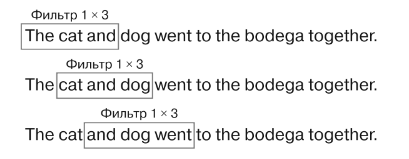 Фильтр 1 × 3
The cat and dog went to the bodega together.
Фильтр 1 × 3
The cat and dog went to the bodega together.
Фильтр 1 × 3
The cat and dog went to the bodega together.